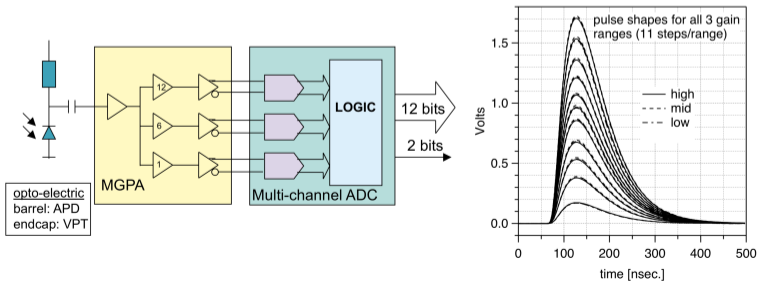 12
6
1
MGPA
LOGIC
Multi-channel ADC
12 bits
2 bits
opto-electric
barrel: APD
endcap: VPT
pulse shapes for all 3 gain
ranges (11 steps/range)
high
mid
low
Volts
1.5
1.0
0.5
0.0
0
100
200
300
400
500
time [nsec.]